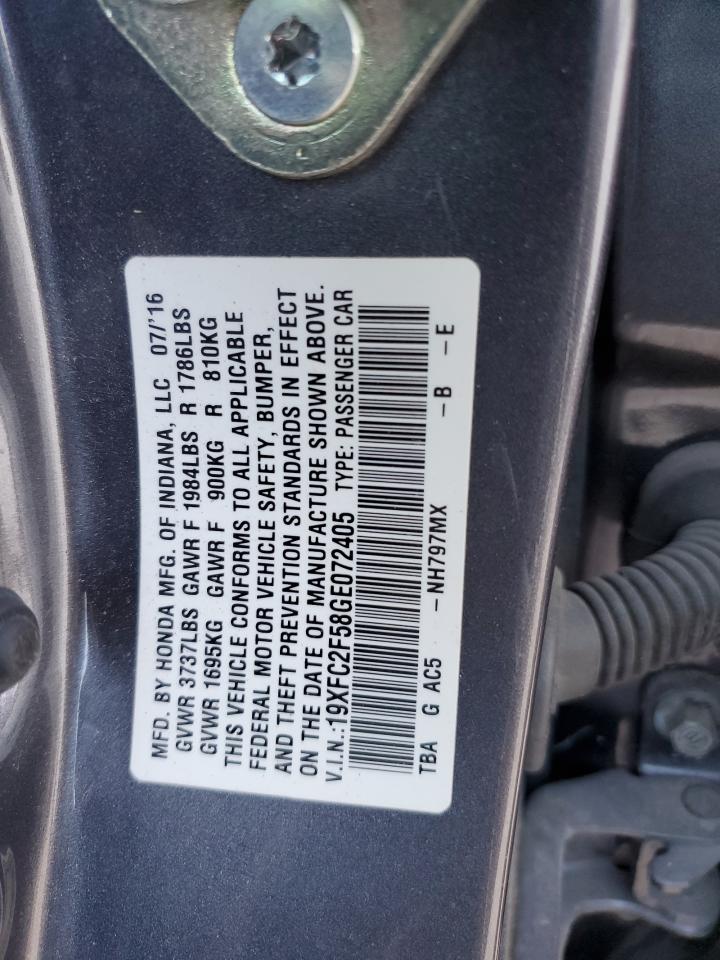 MFD. BY HONDA MFG. OF INDIANA, LLC 07/'16
GVWR 3737LBS GAWR F 1984LBS R 1786LBS
GVWR 1695KG GAWR F 900KG R 810KG
THIS VEHICLE CONFORMS TO ALL APPLICABLE
FEDERAL MOTOR VEHICLE SAFETY, BUMPER,
AND THEFT PREVENTION STANDARDS IN EFFECT
ON THE DATE OF MANUFACTURE SHOWN ABOVE.
V.I.N.:19XFC2F58GE072405 TYPE: PASSENGER CAR
TBA G AC5 -NH797MX -B -E